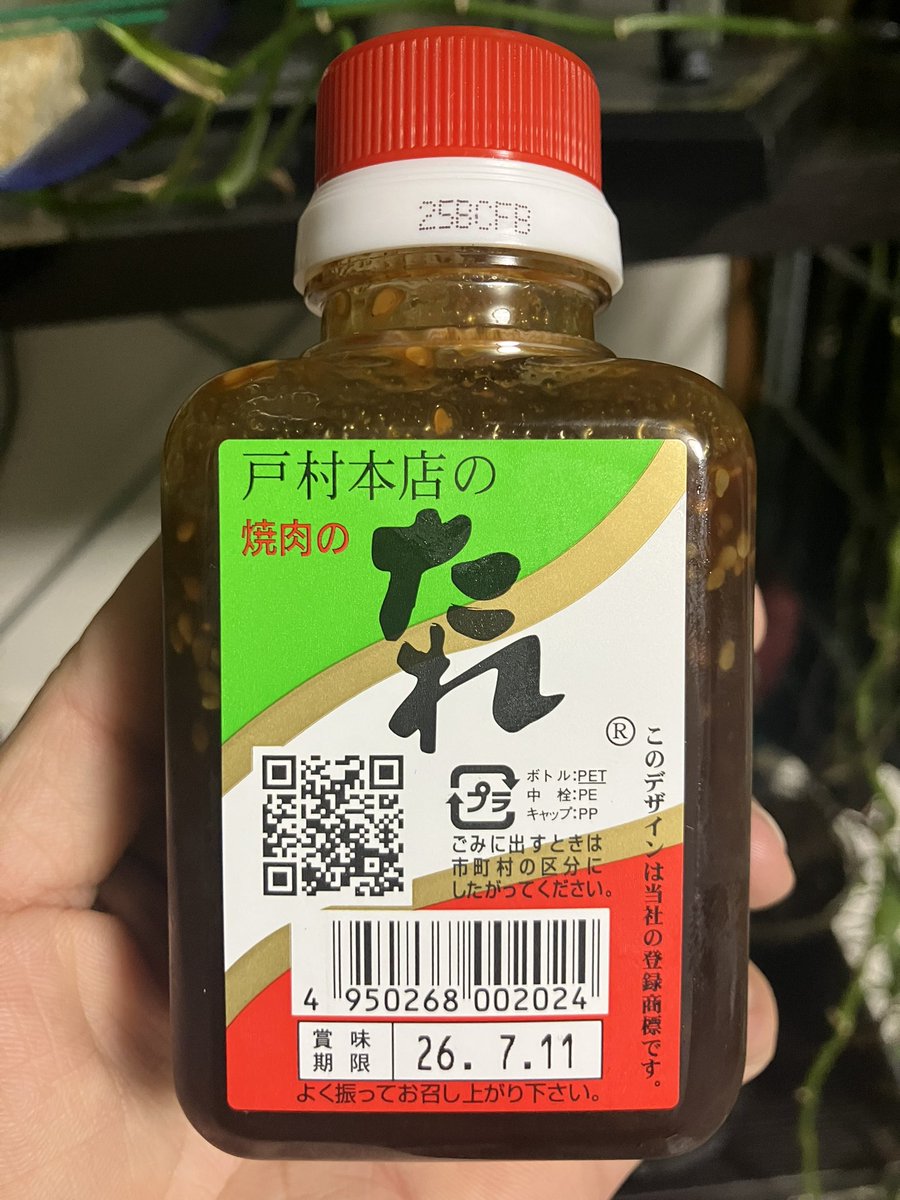 25BCFB
戸村本店の
焼肉の
たれ
®
このデザインは当社の登録商標です。
プラ
ボトル:PET
中 栓:PE
キャップ:PP
ごみに出すときは
市町村の区分に
したがってください。
4 950268 002024
賞味期限 26. 7.11
よく振ってお召し上がり下さい。